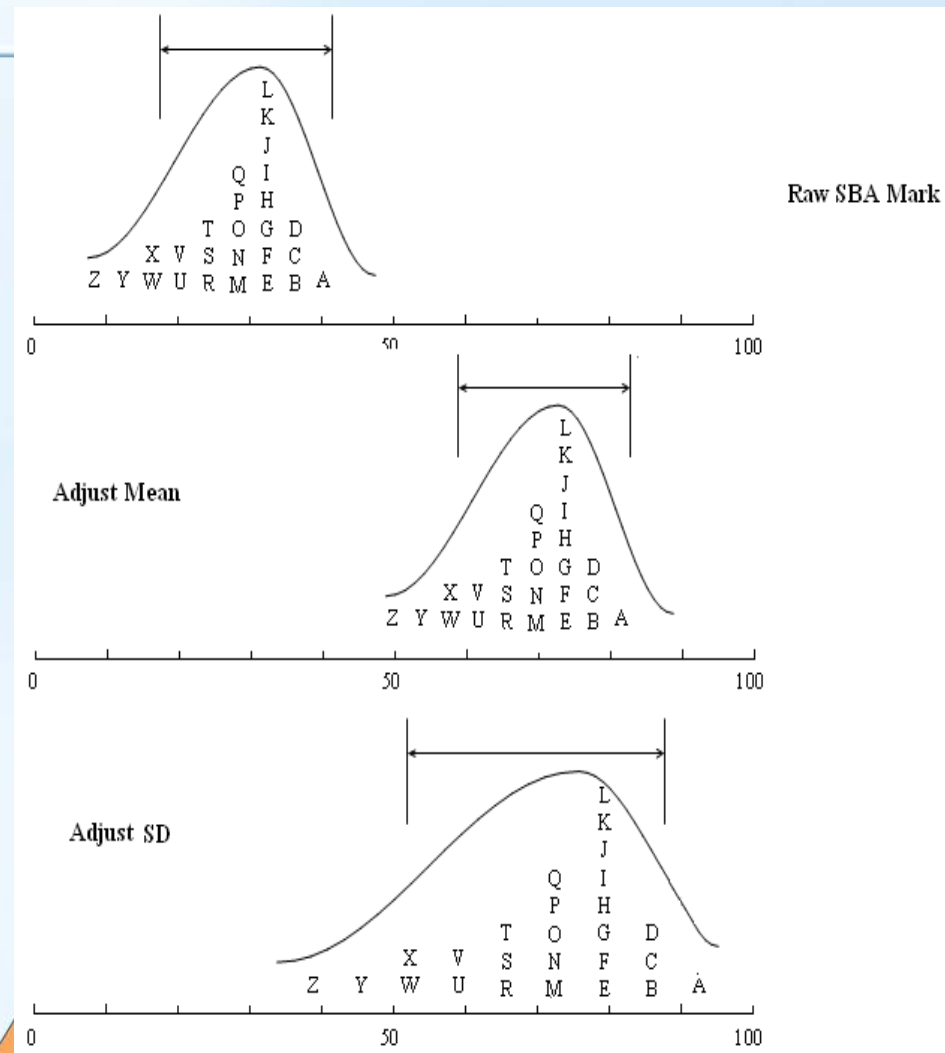 L
K
J
Q I
P H
T O G D
X V S N F C
Z Y W U R M E B A
Raw SBA Mark
0 50 100
L
K
J
Q I
P H
T O G D
X V S N F C
Z Y W U R M E B A
Adjust Mean
0 50 100
L
K
J
Q I
P H
T O G D
X V S N F C
Z Y W U R M E B A
Adjust SD
0 50 100